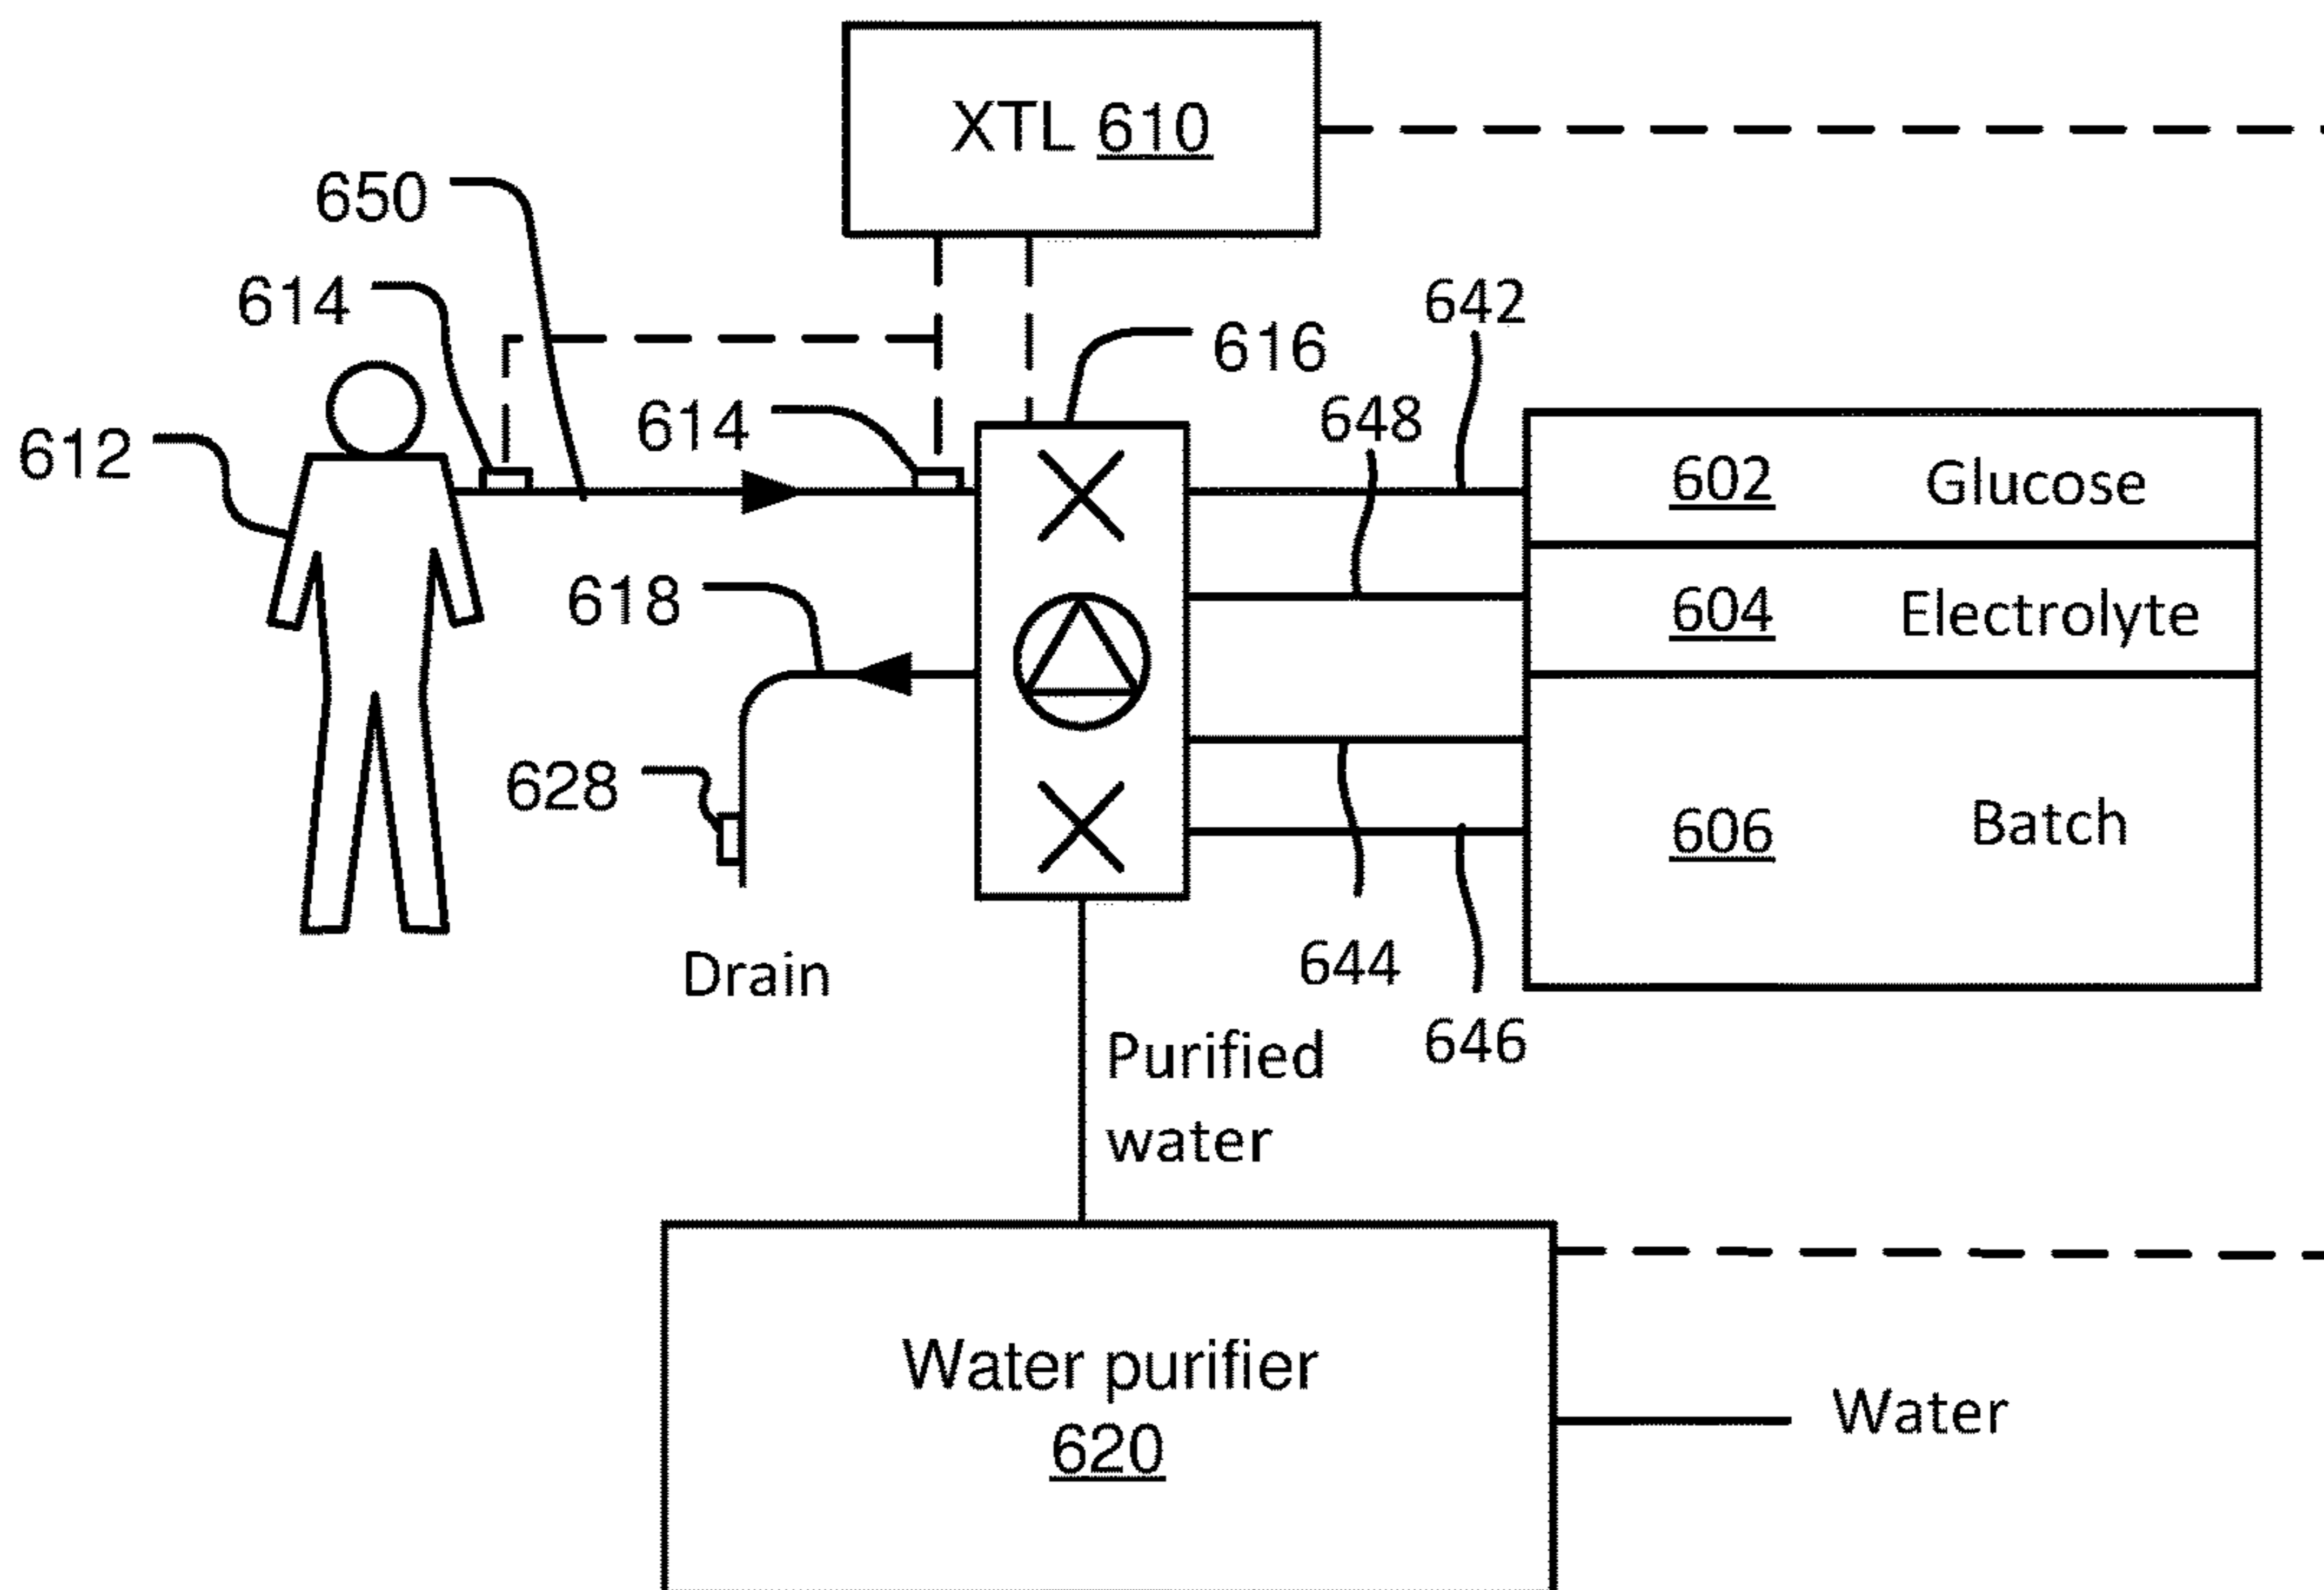 XTL 610
650
614
642
616
648
614
612
602 Glucose
618
604 Electrolyte
628
606 Batch
Drain
644
646
Purified
water
Water purifier
620
Water